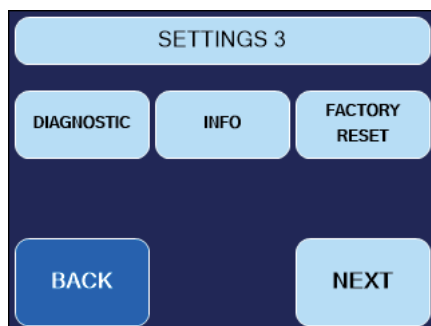 SETTINGS 3
DIAGNOSTIC
INFO
FACTORY
RESET
BACK
NEXT